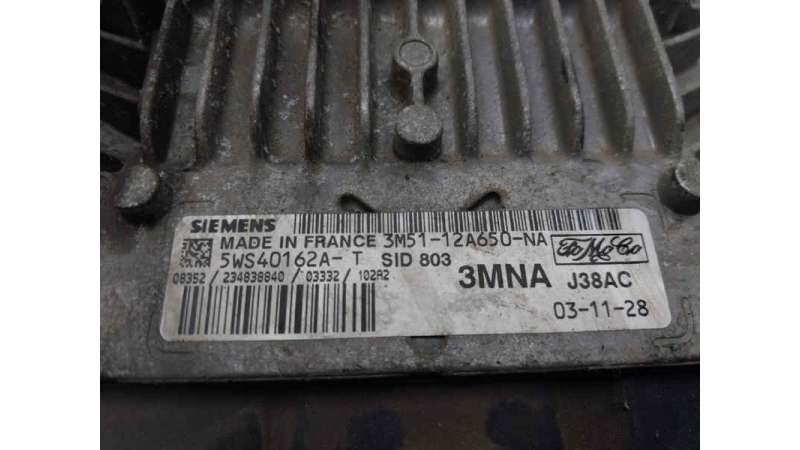 SIEMENS
MADE IN FRANCE 3M51-12A650-NA
5WS40162A- T SID 803
FoMoCo
08352 / 234838840 / 03332 / 102A2
3MNA J38AC
03-11-28